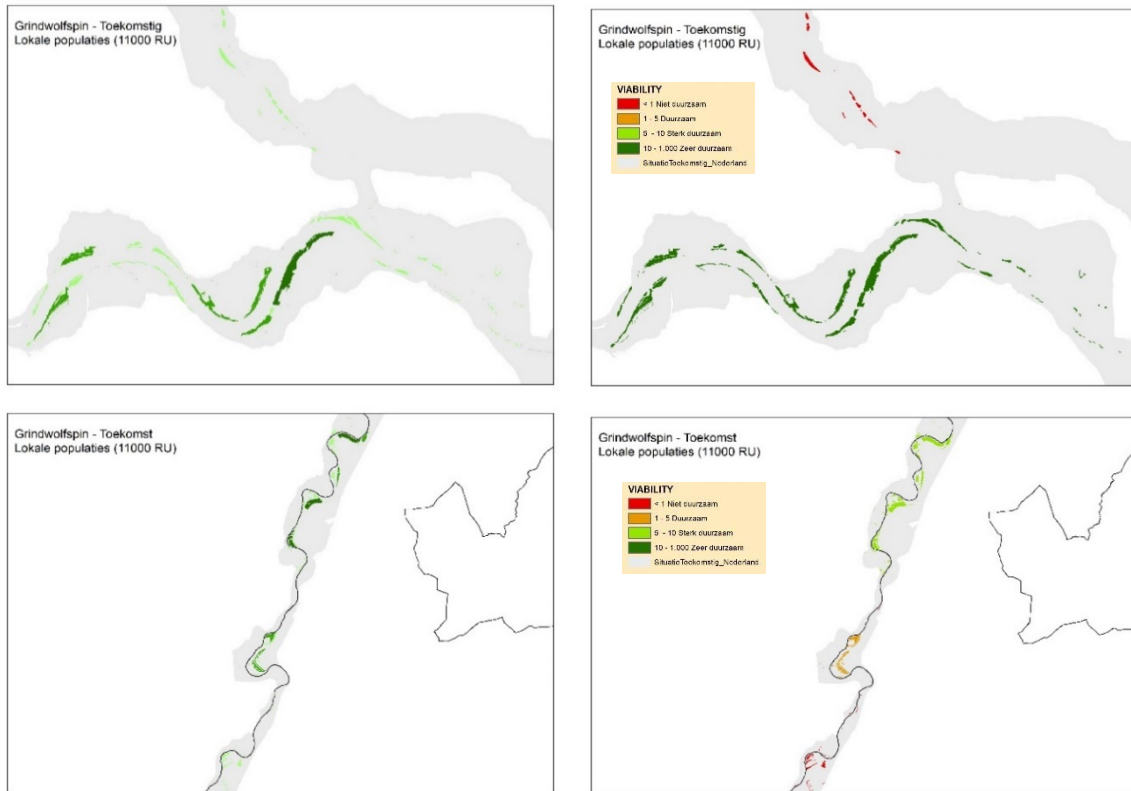 Grindwolfspin - Toekomstig
Lokale populaties (11000 RU)
Grindwolfspin - Toekomstig
Lokale populaties (11000 RU)
VIABILITY
< 1 Niet duurzaam
1 - 5 Duurzaam
5 - 10 Sterk duurzaam
10 - 1.000 Zeer duurzaam
SituatieToekomstig_Nederland
Grindwolfspin - Toekomst
Lokale populaties (11000 RU)
Grindwolfspin - Toekomst
Lokale populaties (11000 RU)
VIABILITY
< 1 Niet duurzaam
1 - 5 Duurzaam
5 - 10 Sterk duurzaam
10 - 1.000 Zeer duurzaam
SituatieToekomstig_Nederland